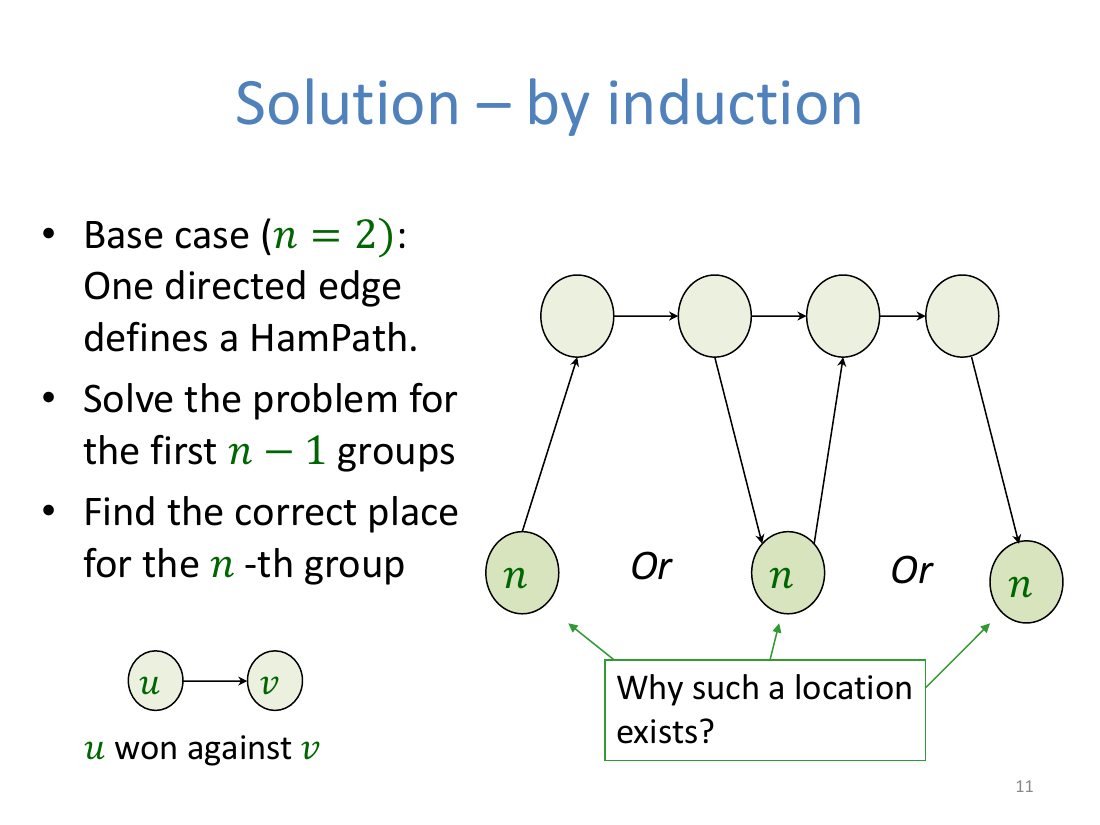 Solution – by induction
• Base case (n = 2):
One directed edge
defines a HamPath.
• Solve the problem for
the first n − 1 groups
• Find the correct place
for the n -th group
u v
u won against v
n Or n Or n
Why such a location
exists?
11